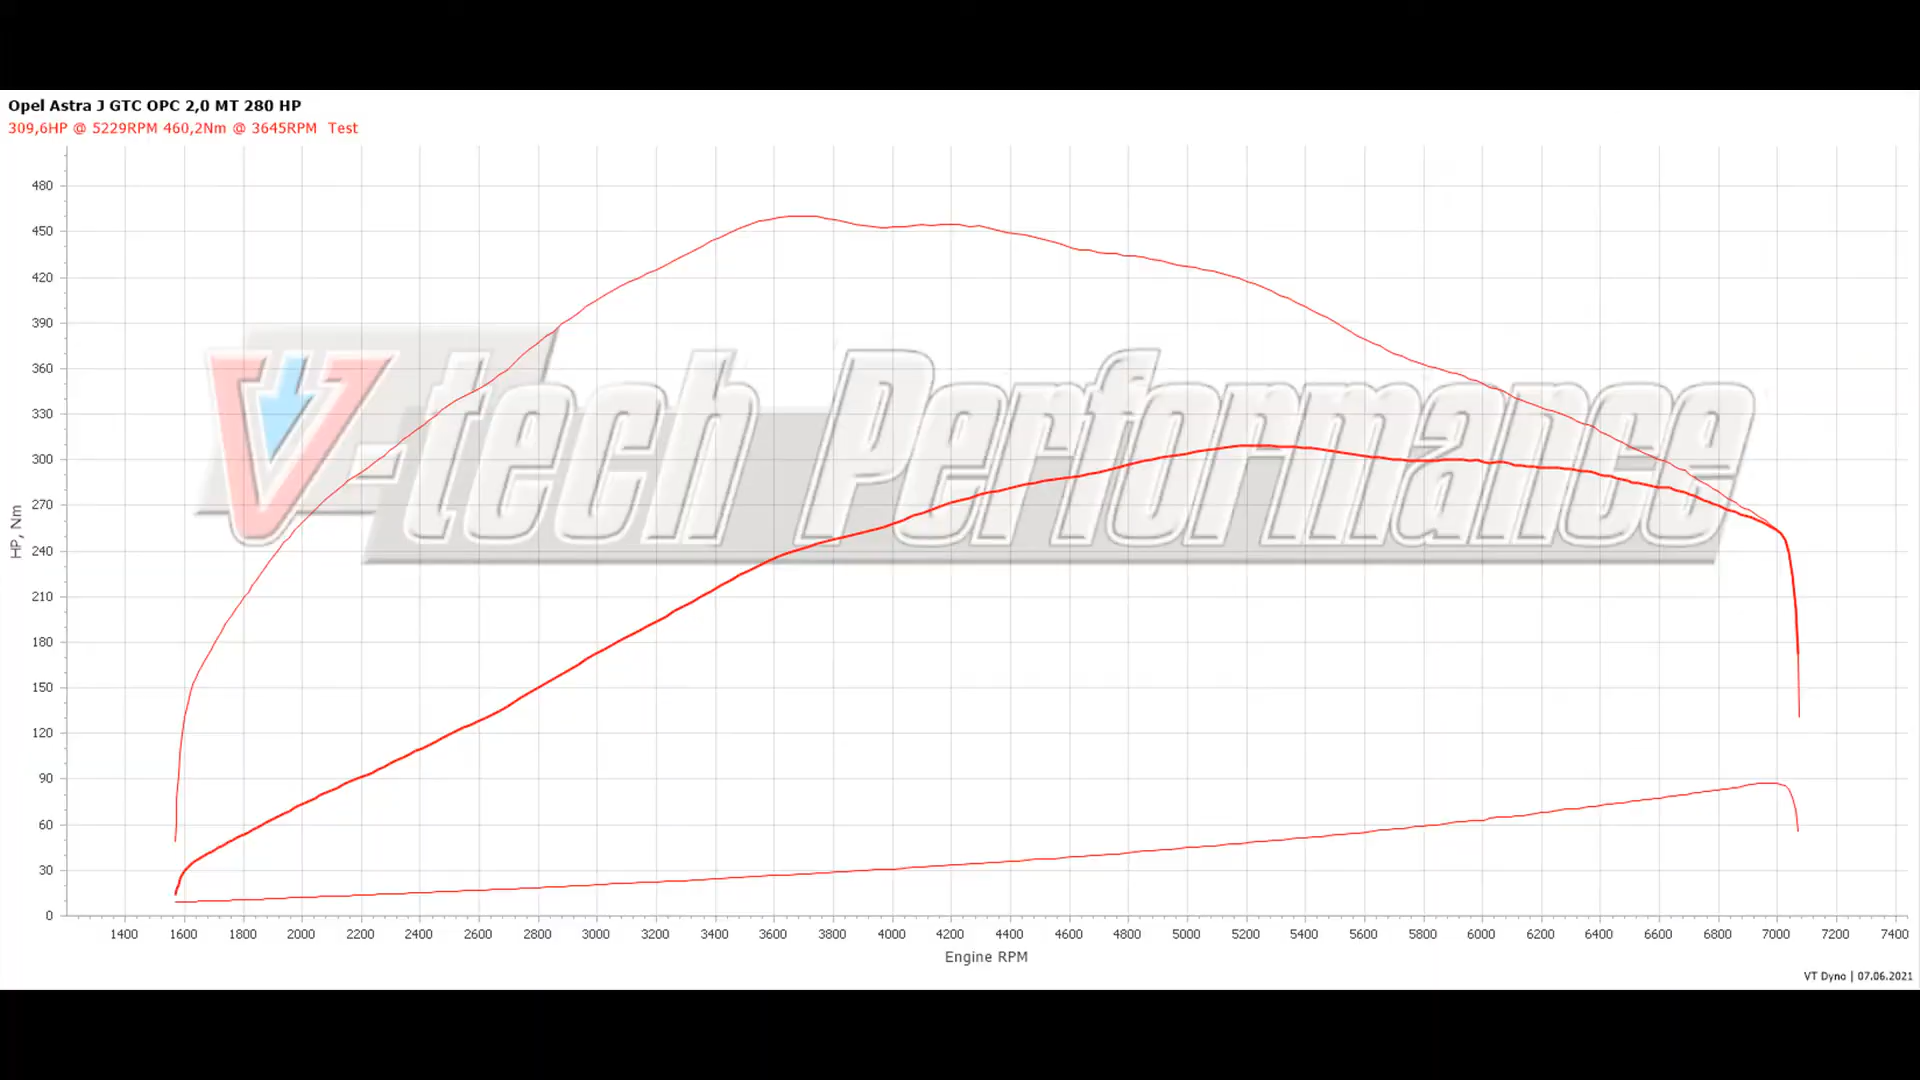 Opel Astra J GTC OPC 2,0 MT 280 HP
309,6HP @ 5229RPM 460,2Nm @ 3645RPM Test
480
450
420
390
360
330
300
270
240
210
180
150
120
90
60
30
0
HP, Nm
V-tech Performance
1400 1600 1800 2000 2200 2400 2600 2800 3000 3200 3400 3600 3800 4000 4200 4400 4600 4800 5000 5200 5400 5600 5800 6000 6200 6400 6600 6800 7000 7200 7400
Engine RPM
VT Dyno | 07.06.2021